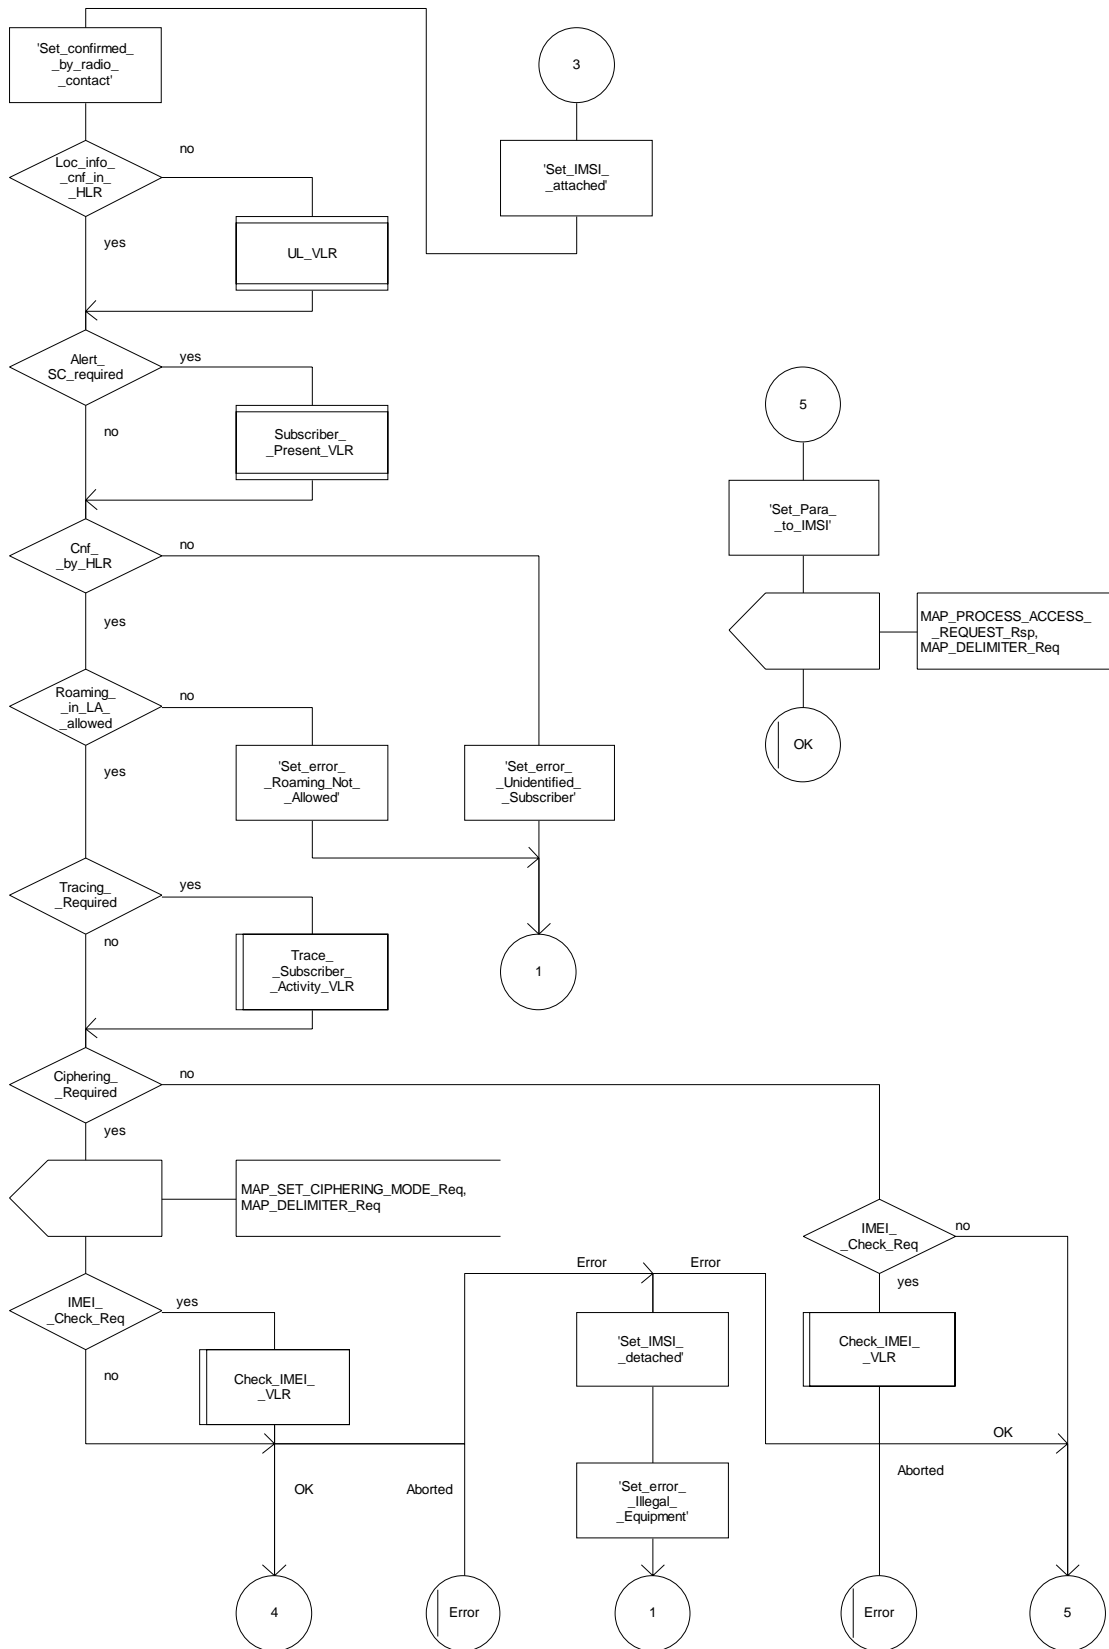 'Set_confirmed_
_by_radio_
_contact'
3
Loc_info_
_cnf_in_
_HLR
no
yes
'Set_IMSI_
_attached'
UL_VLR
Alert_
SC_required
yes
no
Subscriber_
_Present_VLR
5
'Set_Para_
_to_IMSI'
Cnf_
_by_HLR
no
yes
MAP_PROCESS_ACCESS_
_REQUEST_Rsp,
MAP_DELIMITER_Req
Roaming_
_in_LA_
_allowed
no
yes
OK
'Set_error_
_Roaming_Not_
_Allowed'
'Set_error_
_Unidentified_
_Subscriber'
Tracing_
_Required
yes
no
Trace_
_Subscriber_
_Activity_VLR
1
Ciphering_
_Required
no
yes
MAP_SET_CIPHERING_MODE_Req,
MAP_DELIMITER_Req
IMEI_
_Check_Req
no
yes
Error
Error
IMEI_
_Check_Req
yes
no
Check_IMEI_
_VLR
'Set_IMSI_
_detached'
Check_IMEI_
_VLR
OK
Aborted
OK
Aborted
'Set_error_
_Illegal_
_Equipment'
4
Error
1
Error
5